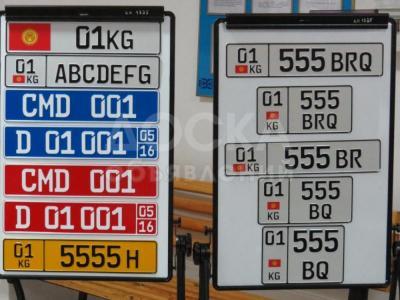 01KG
01 KG ABCDEFG
CMD 001
D 01 001 05 16
CMD 001
D 01 001 05 16
01 KG 5555 H
01 KG 555 BRQ
01 KG 555
BRQ
01 KG 555 BR
01 KG 555
BQ
01 KG 555
BQ
ДОСКА
ОБЪЯВЛЕНИЙ